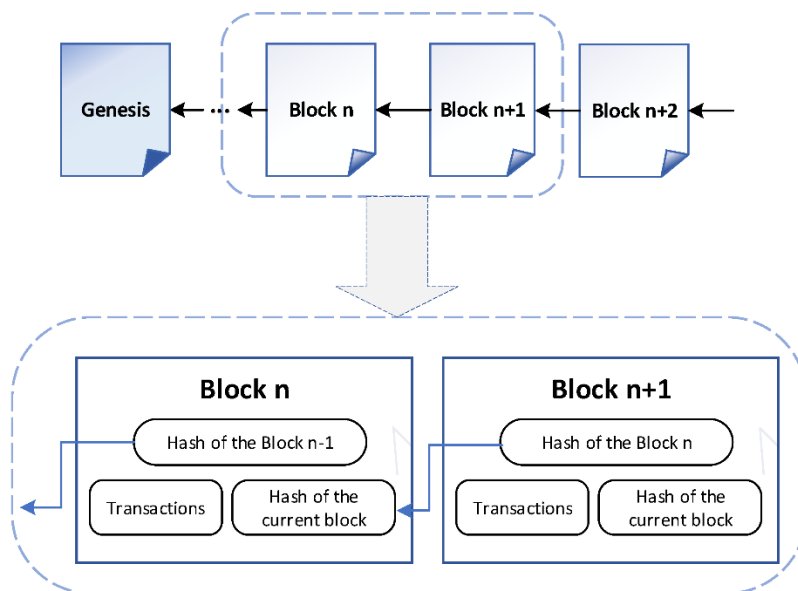 Genesis
...
Block n
Block n+1
Block n+2
Block n
Hash of the Block n-1
Transactions
Hash of the
current block
Block n+1
Hash of the Block n
Transactions
Hash of the
current block